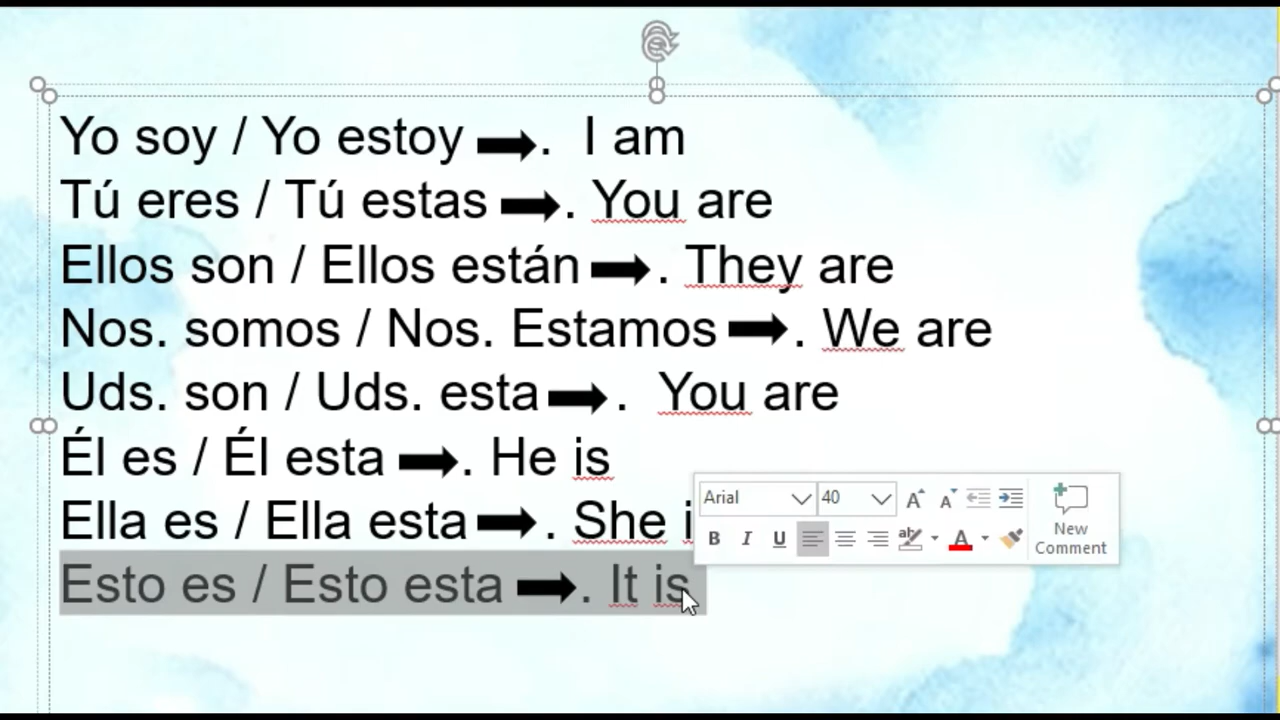 Yo soy / Yo estoy ➡. I am
Tú eres / Tú estas ➡. You are
Ellos son / Ellos están ➡. They are
Nos. somos / Nos. Estamos ➡. We are
Uds. son / Uds. esta ➡. You are
Él es / Él esta ➡. He is
Arial 40
Ella es / Ella esta ➡. She i
B I U ab A New Comment
Esto es / Esto esta ➡. It is